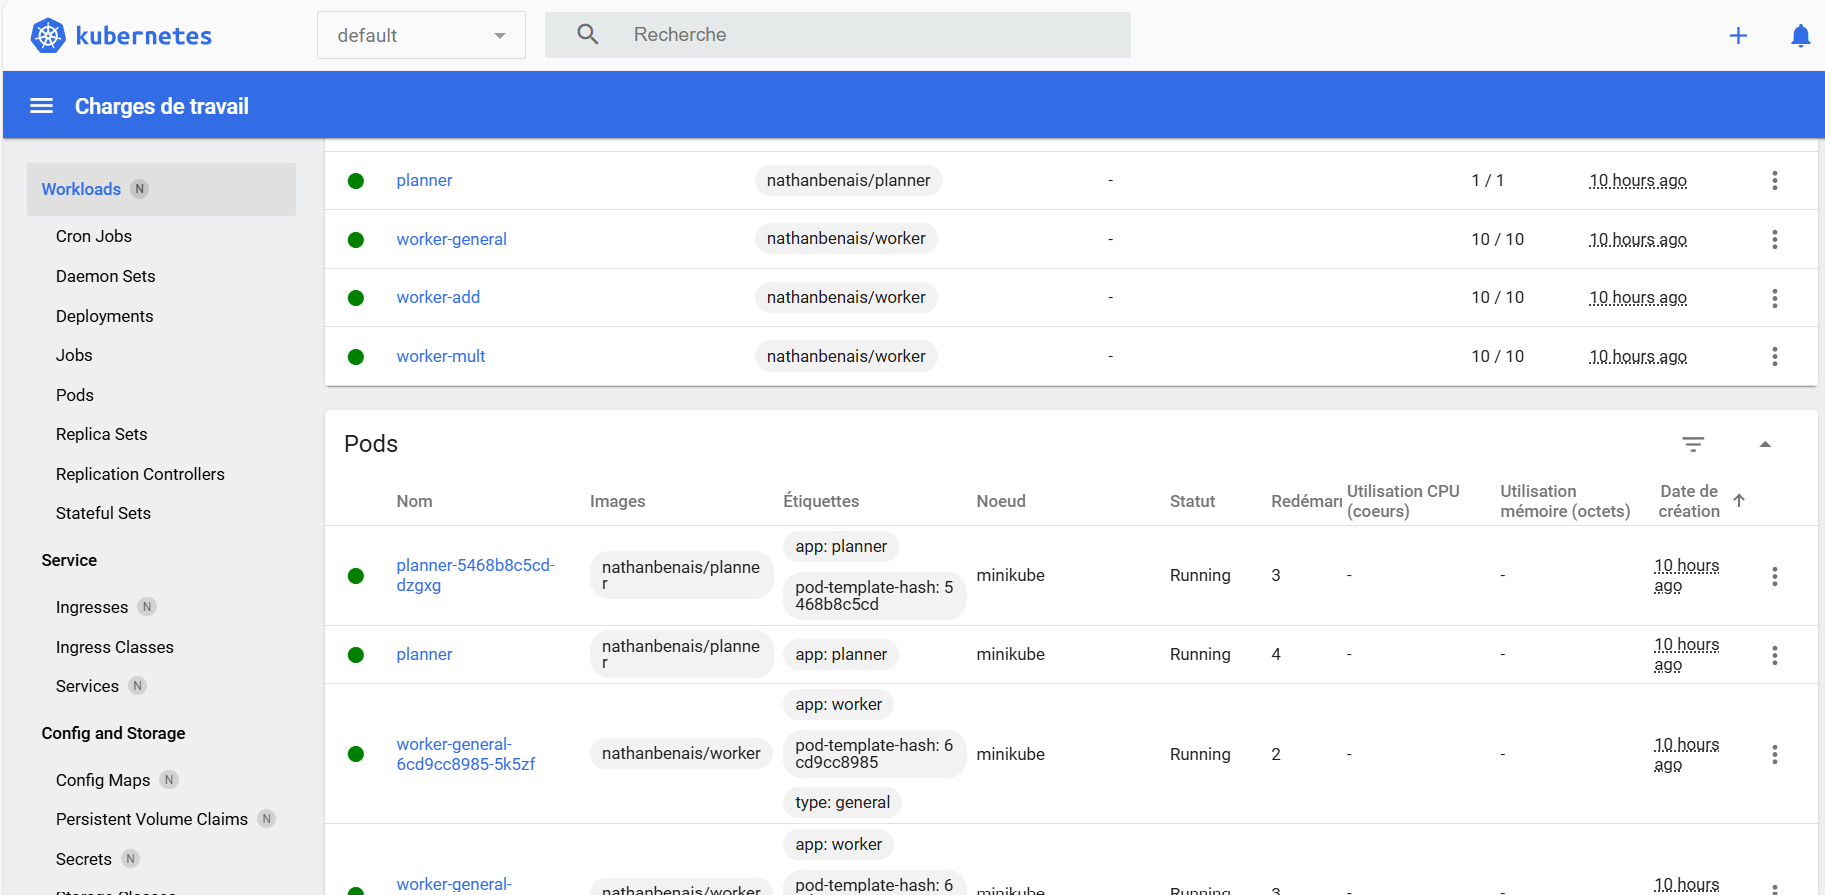 kubernetes
default
Recherche
Charges de travail
Workloads N
Cron Jobs
Daemon Sets
Deployments
Jobs
Pods
Replica Sets
Replication Controllers
Stateful Sets
Service
Ingresses N
Ingress Classes
Services N
Config and Storage
Config Maps N
Persistent Volume Claims N
Secrets N
planner nathanbenais/planner - 1 / 1 10 hours ago
worker-general nathanbenais/worker - 10 / 10 10 hours ago
worker-add nathanbenais/worker - 10 / 10 10 hours ago
worker-mult nathanbenais/worker - 10 / 10 10 hours ago
Pods
Nom Images Étiquettes Noeud Statut Redémarr Utilisation CPU (coeurs) Utilisation mémoire (octets) Date de création
planner-5468b8c5cd-
dzgxg
nathanbenais/planne
r
app: planner
pod-template-hash: 5
468b8c5cd
minikube Running 3 - - 10 hours
ago
planner
nathanbenais/planne
r
app: planner
minikube Running 4 - - 10 hours
ago
worker-general-
6cd9cc8985-5k5zf
nathanbenais/worker
app: worker
pod-template-hash: 6
cd9cc8985
type: general
minikube Running 2 - - 10 hours
ago
worker-general-
nathanbenais/worker
app: worker
pod-template-hash: 6
minikube Running 3 - - 10 hours